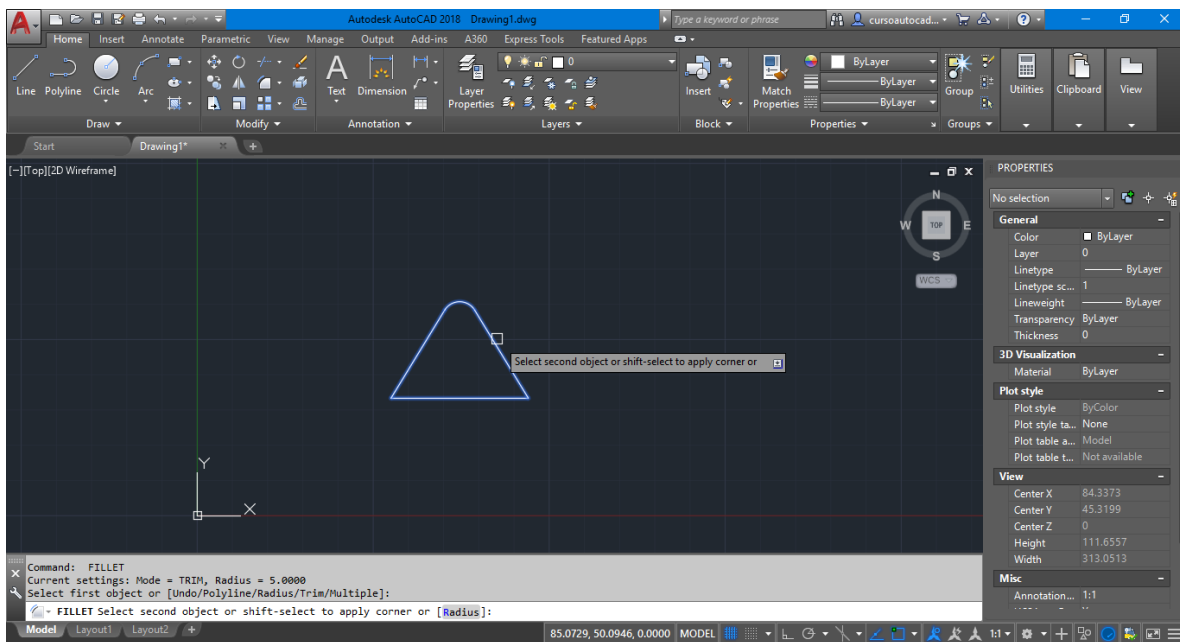 A
Autodesk AutoCAD 2018 Drawing1.dwg
Type a keyword or phrase
cursoautocad...
Home Insert Annotate Parametric View Manage Output Add-ins A360 Express Tools Featured Apps
0
ByLayer
ByLayer
ByLayer
Line Polyline Circle Arc
A
Text Dimension
Layer
Properties
Insert
Match
Properties
Group
Utilities Clipboard View
Draw Modify Annotation Layers Block Properties Groups
Start Drawing1* +
[-][Top][2D Wireframe]
N
W TOP E
S
WCS
Select second object or shift-select to apply corner or
Y
X
PROPERTIES
No selection
General
Color ByLayer
Layer 0
Linetype ByLayer
Linetype sc... 1
Lineweight ByLayer
Transparency ByLayer
Thickness 0
3D Visualization
Material ByLayer
Plot style
Plot style ByColor
Plot style ta... None
Plot table a... Model
Plot table t... Not available
View
Center X 84.3373
Center Y 45.3199
Center Z 0
Height 111.6557
Width 313.0513
Misc
Annotation... 1:1
Command: FILLET
Current settings: Mode = TRIM, Radius = 5.0000
Select first object or [Undo/Polyline/Radius/Trim/Multiple]:
FILLET Select second object or shift-select to apply corner or [Radius]:
Model Layout1 Layout2 +
85.0729, 50.0946, 0.0000 MODEL 1:1